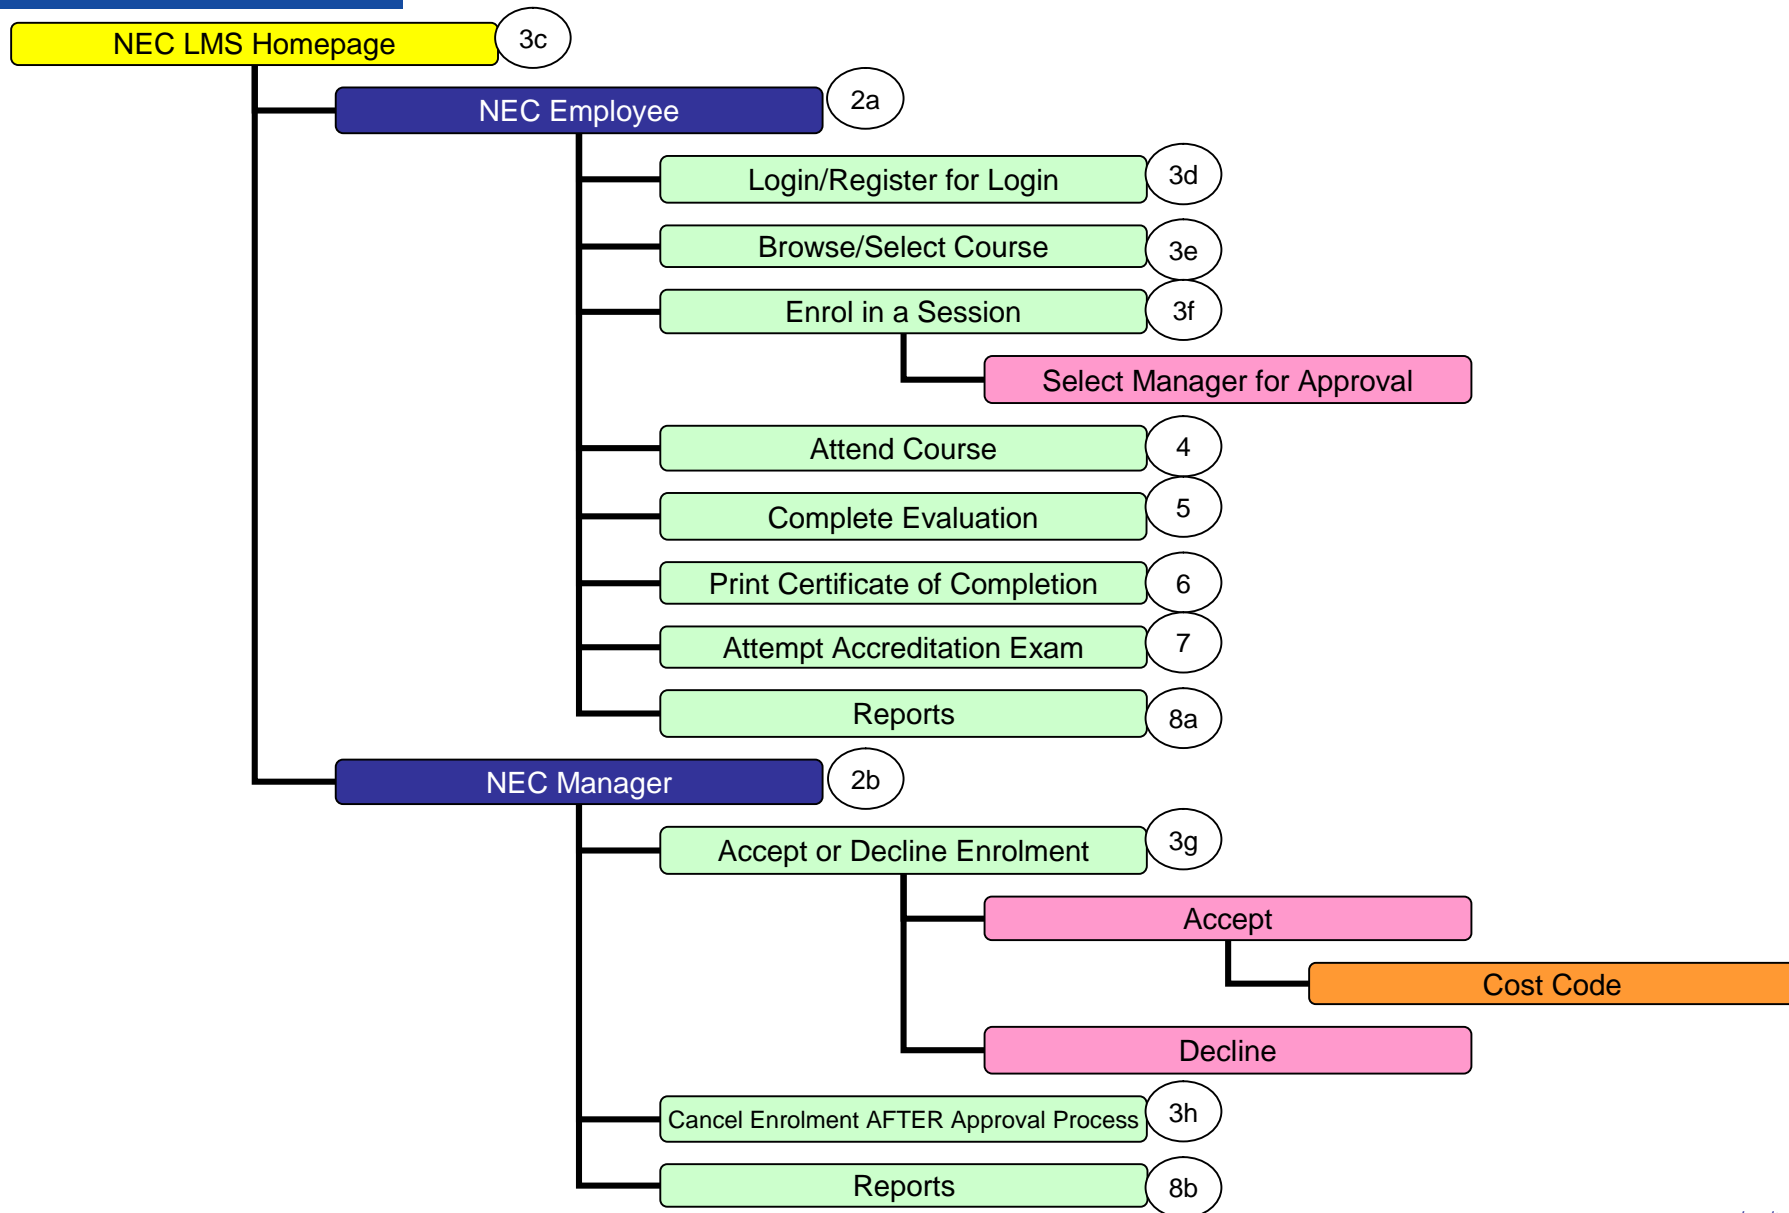 NEC LMS Homepage 3c
NEC Employee 2a
Login/Register for Login 3d
Browse/Select Course 3e
Enrol in a Session 3f
Select Manager for Approval
Attend Course 4
Complete Evaluation 5
Print Certificate of Completion 6
Attempt Accreditation Exam 7
Reports 8a
NEC Manager 2b
Accept or Decline Enrolment 3g
Accept
Cost Code
Decline
Cancel Enrolment AFTER Approval Process 3h
Reports 8b